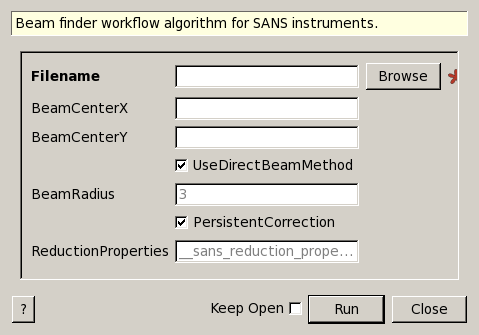 Beam finder workflow algorithm for SANS instruments.
Filename Browse *
BeamCenterX
BeamCenterY
UseDirectBeamMethod
BeamRadius 3
PersistentCorrection
ReductionProperties __sans_reduction_prope...
? Keep Open Run Close